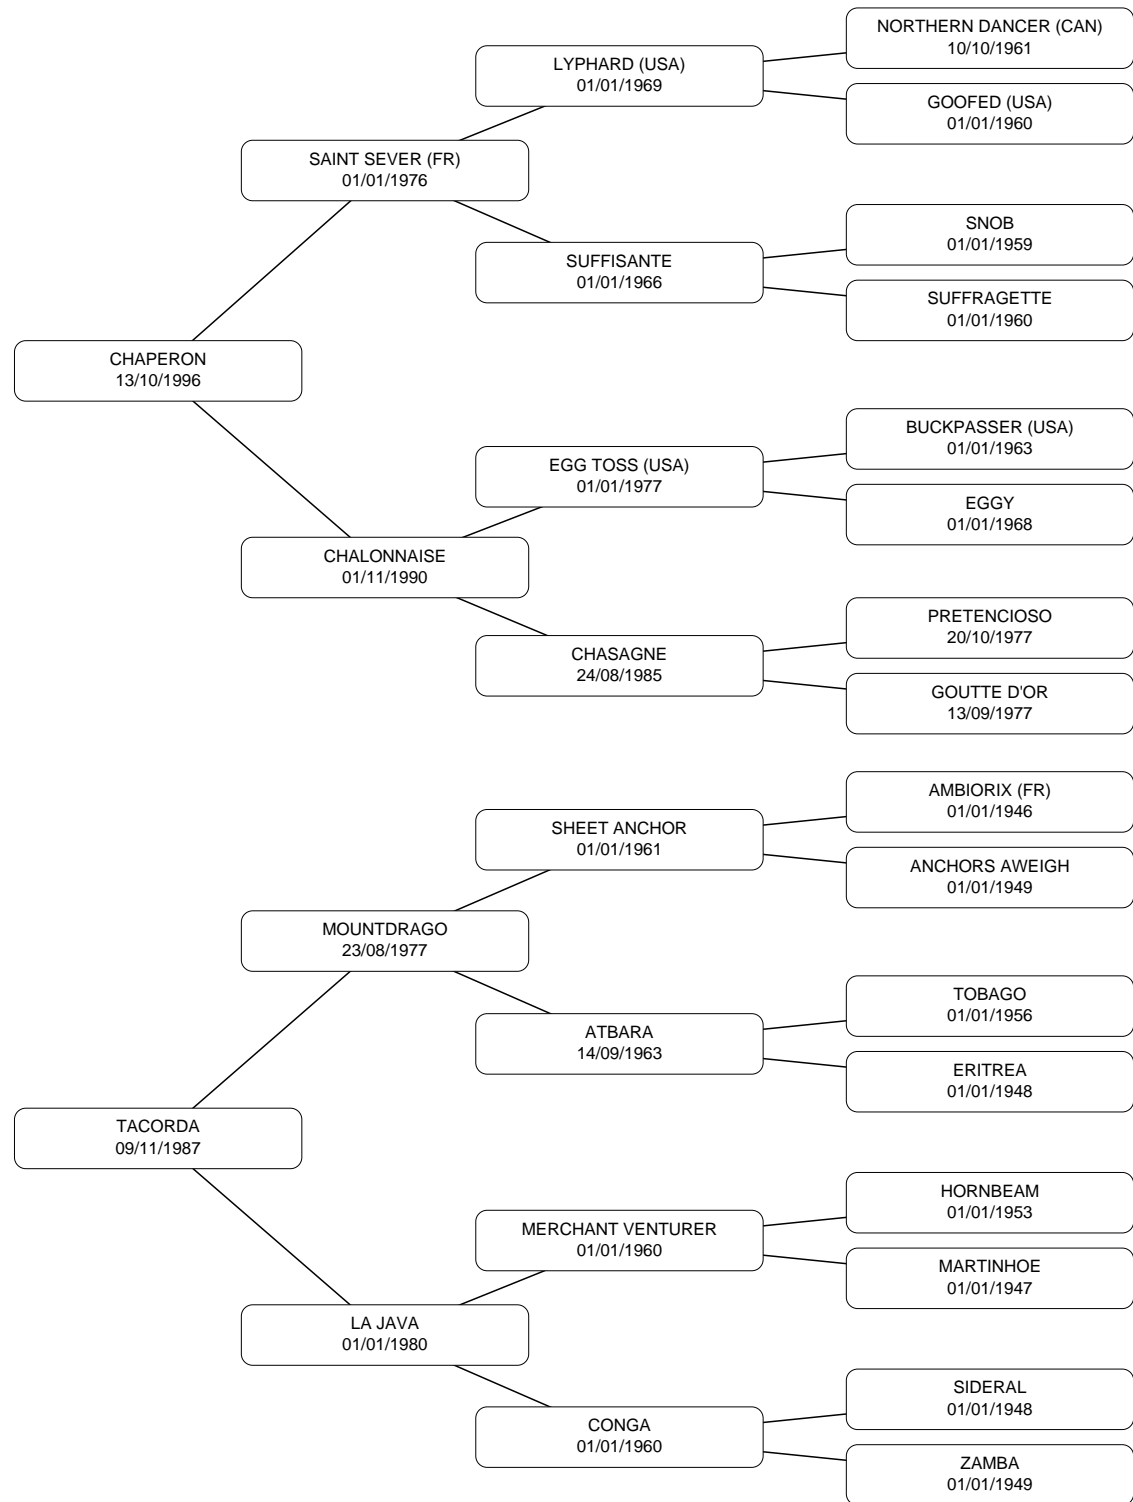 NORTHERN DANCER (CAN)
10/10/1961
LYPHARD (USA)
01/01/1969
GOOFED (USA)
01/01/1960
SAINT SEVER (FR)
01/01/1976
SNOB
01/01/1959
SUFFISANTE
01/01/1966
SUFFRAGETTE
01/01/1960
CHAPERON
13/10/1996
BUCKPASSER (USA)
01/01/1963
EGG TOSS (USA)
01/01/1977
EGGY
01/01/1968
CHALONNAISE
01/11/1990
PRETENCIOSO
20/10/1977
CHASAGNE
24/08/1985
GOUTTE D'OR
13/09/1977
AMBIORIX (FR)
01/01/1946
SHEET ANCHOR
01/01/1961
ANCHORS AWEIGH
01/01/1949
MOUNTDRAGO
23/08/1977
TOBAGO
01/01/1956
ATBARA
14/09/1963
ERITREA
01/01/1948
TACORDA
09/11/1987
HORNBEAM
01/01/1953
MERCHANT VENTURER
01/01/1960
MARTINHOE
01/01/1947
LA JAVA
01/01/1980
SIDERAL
01/01/1948
CONGA
01/01/1960
ZAMBA
01/01/1949